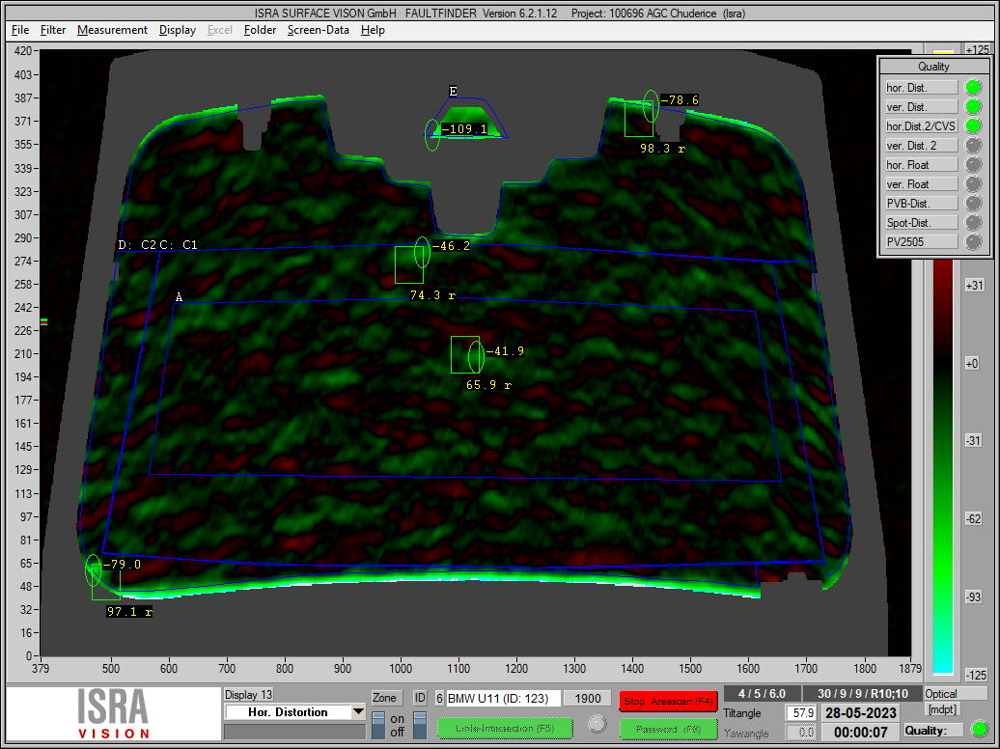 ISRA SURFACE VISON GmbH FAULTFINDER Version 6.2.1.12 Project: 100696 AGC Chuderice (Isra)
File Filter Measurement Display Excel Folder Screen-Data Help
420
403
387
371
355
339
323
307
290
274
258
242
226
210
194
177
161
145
129
113
97
81
65
48
32
16
0
379 500 600 700 800 900 1000 1100 1200 1300 1400 1500 1600 1700 1800 1879
E
-109.1
-78.6
98.3 r
D: C2 C: C1
-46.2
74.3 r
A
-41.9
65.9 r
-79.0
97.1 r
+125
+31
+0
-31
-62
-93
-125
Quality
hor. Dist.
ver. Dist.
hor.Dist.2/CVS
ver. Dist. 2
hor. Float
ver. Float
PVB-Dist.
Spot-Dist.
PV2505
ISRA
VISION
Display 13
Hor. Distortion
Zone
on
off
ID
6 BMW U11 (ID: 123)
1900
Linie-Intersection (F5)
Stop Areascan (F4)
Password (F9)
4 / 5 / 6.0
30 / 9 / 9 / R10;10
Optical
[mdpt]
Tiltangle 57.9
28-05-2023
Yawangle 0.0
00:00:07
Quality: